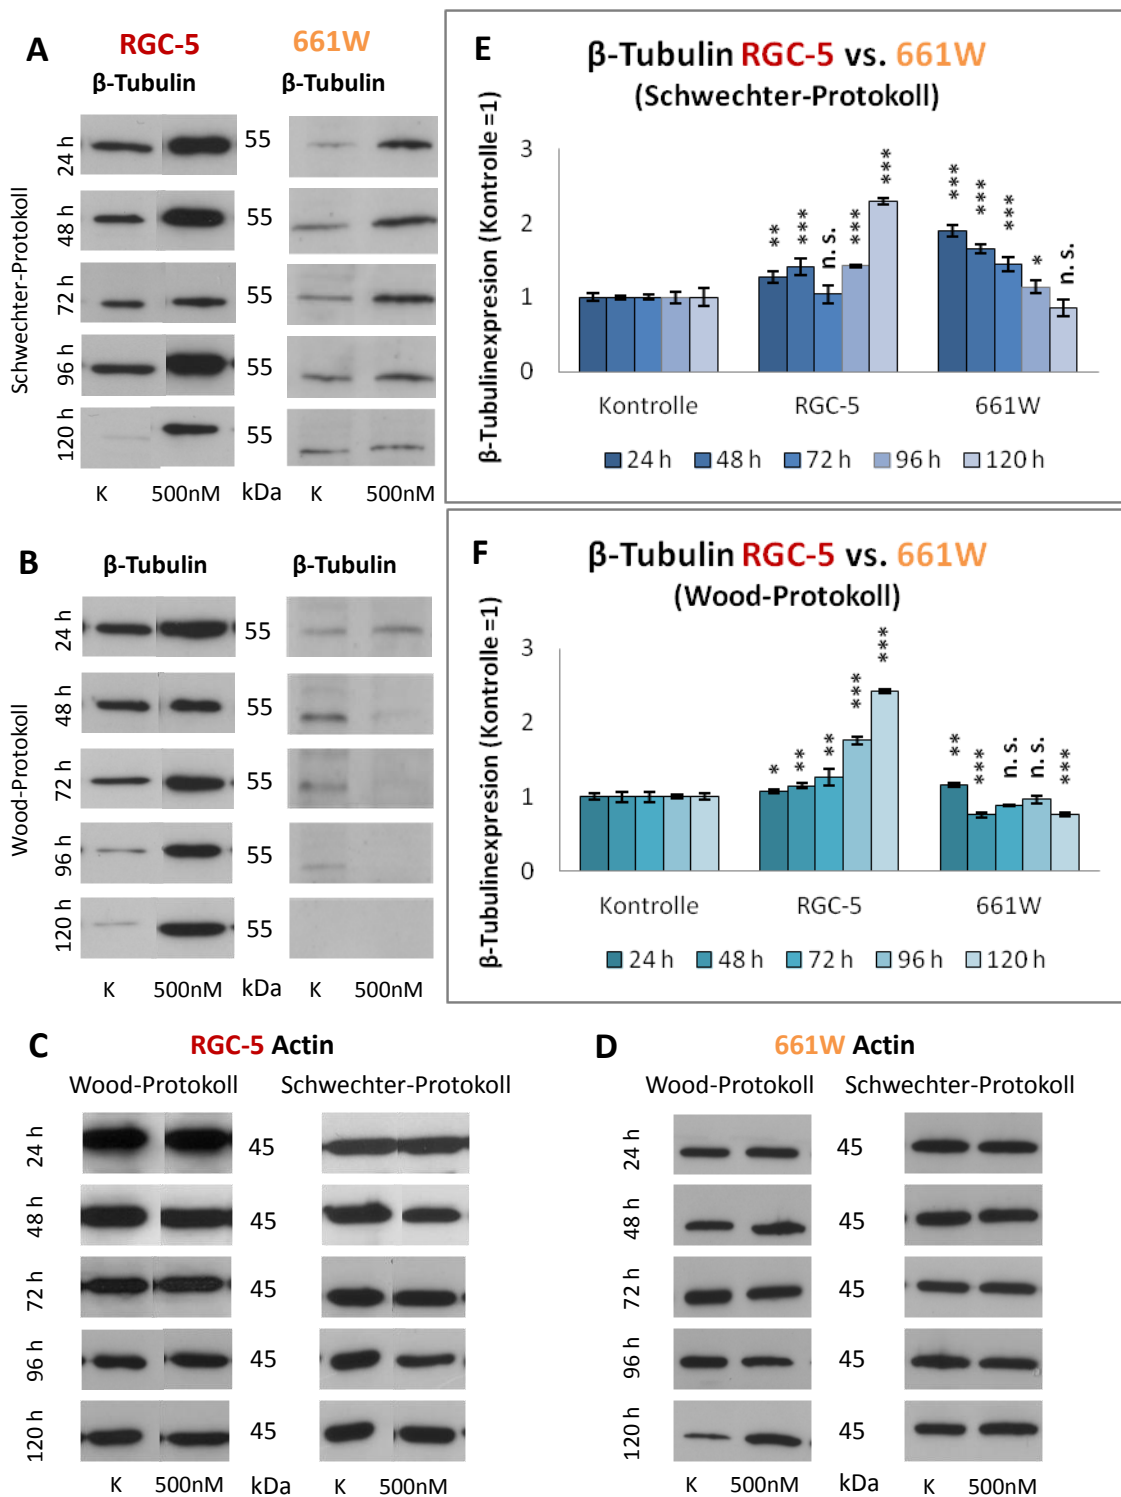 A
RGC-5 661W
β-Tubulin β-Tubulin
Schwechter-Protokoll
24 h 55
48 h 55
72 h 55
96 h 55
120 h 55
K 500nM kDa K 500nM
E
β-Tubulin RGC-5 vs. 661W
(Schwechter-Protokoll)
β-Tubulinexpresion (Kontrolle =1)
3
2
1
0
** *** n. s. *** ***
*** *** *** * n. s.
Kontrolle RGC-5 661W
24 h 48 h 72 h 96 h 120 h
B
β-Tubulin β-Tubulin
Wood-Protokoll
24 h 55
48 h 55
72 h 55
96 h 55
120 h 55
K 500nM kDa K 500nM
F
β-Tubulin RGC-5 vs. 661W
(Wood-Protokoll)
β-Tubulinexpresion (Kontrolle =1)
3
2
1
0
* ** ** *** ***
** *** n. s. n. s. ***
Kontrolle RGC-5 661W
24 h 48 h 72 h 96 h 120 h
C
RGC-5 Actin
Wood-Protokoll Schwechter-Protokoll
24 h 45
48 h 45
72 h 45
96 h 45
120 h 45
K 500nM kDa K 500nM
D
661W Actin
Wood-Protokoll Schwechter-Protokoll
24 h 45
48 h 45
72 h 45
96 h 45
120 h 45
K 500nM kDa K 500nM